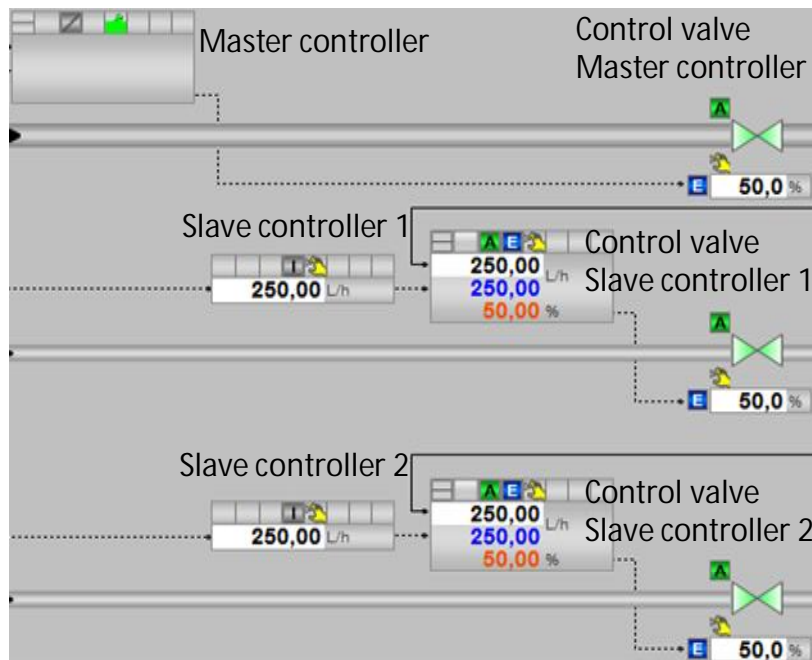 Master controller
Control valve
Master controller
A
E 50,0 %
Slave controller 1
I
250,00 L/h
A E
250,00 L/h
250,00
50,00 %
Control valve
Slave controller 1
A
E 50,0 %
Slave controller 2
I
250,00 L/h
A E
250,00 L/h
250,00
50,00 %
Control valve
Slave controller 2
A
E 50,0 %